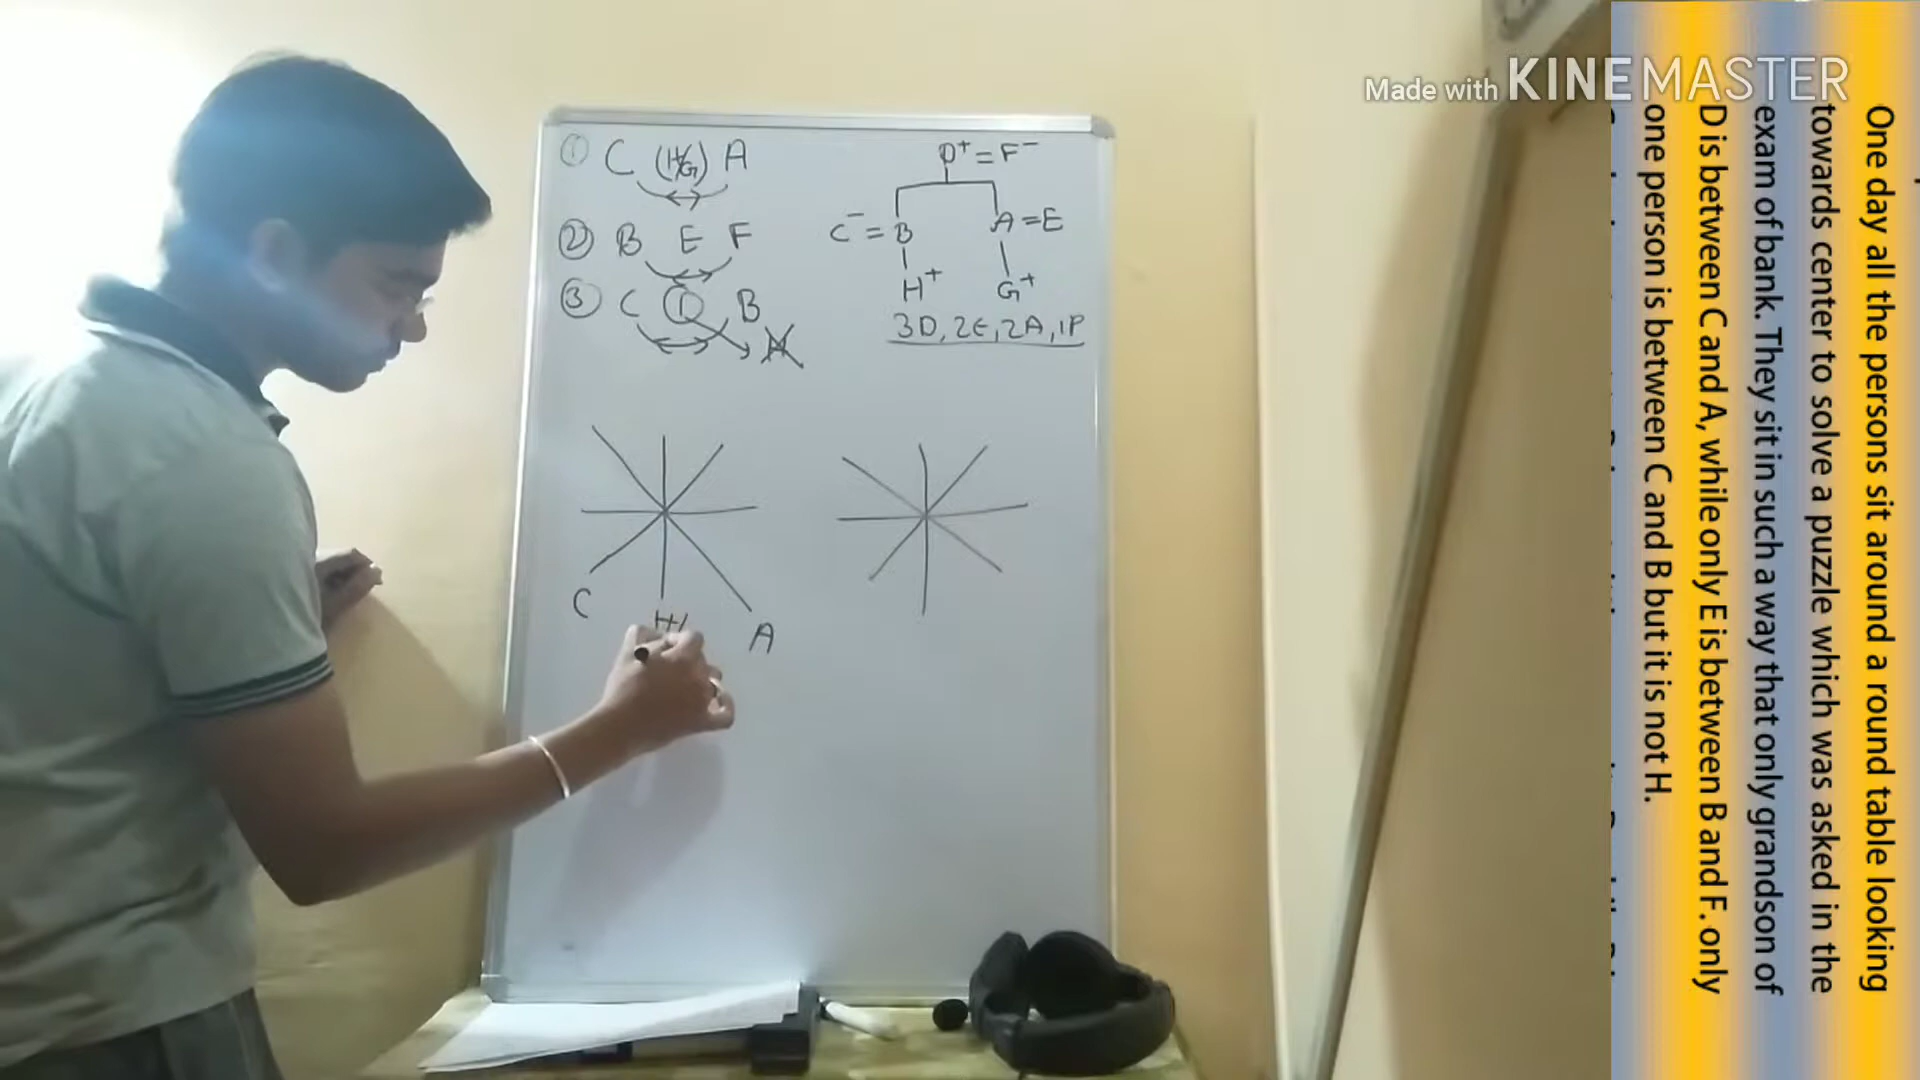 Made with KINEMASTER
① C (H/G) A
② B E F
③ C ① B
A
D⁺ = F⁻
C⁻ = B A = E
H⁺ G⁺
3D, 2E, 2A, 1P
C H/ A
One day all the persons sit around a round table looking
towards center to solve a puzzle which was asked in the
exam of bank. They sit in such a way that only grandson of
D is between C and A, while only E is between B and F. only
one person is between C and B but it is not H.